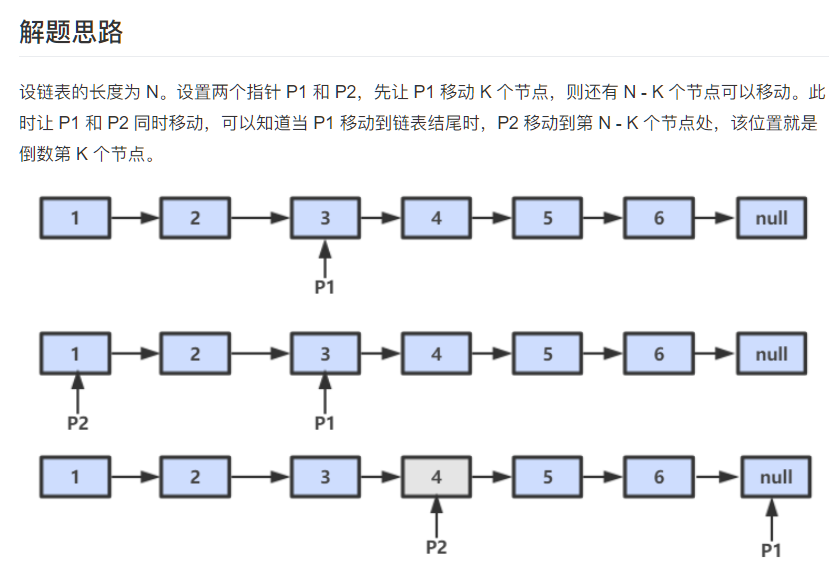 解题思路
设链表的长度为 N。设置两个指针 P1 和 P2，先让 P1 移动 K 个节点，则还有 N - K 个节点可以移动。此
时让 P1 和 P2 同时移动，可以知道当 P1 移动到链表结尾时，P2 移动到第 N - K 个节点处，该位置就是
倒数第 K 个节点。
1 2 3 4 5 6 null
P1
1 2 3 4 5 6 null
P2 P1
1 2 3 4 5 6 null
P2 P1